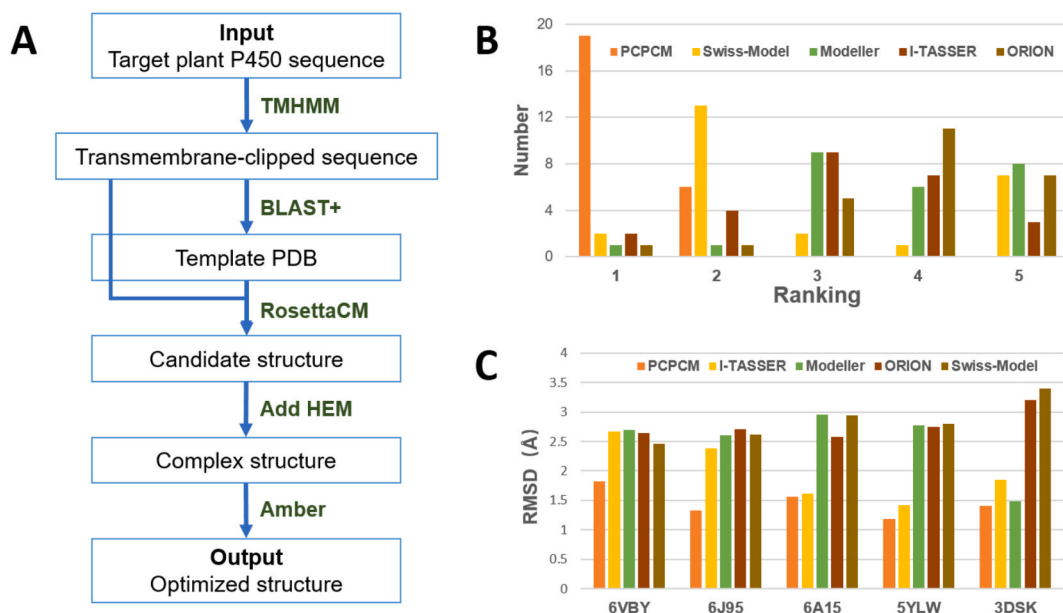 A
Input
Target plant P450 sequence
TMHMM
Transmembrane-clipped sequence
BLAST+
Template PDB
RosettaCM
Candidate structure
Add HEM
Complex structure
Amber
Output
Optimized structure
B
PCPCM Swiss-Model Modeller I-TASSER ORION
Number
20
16
12
8
4
0
1 2 3 4 5
Ranking
C
PCPCM I-TASSER Modeller ORION Swiss-Model
RMSD (Å)
4
3.5
3
2.5
2
1.5
1
0.5
0
6VBY 6J95 6A15 5YLW 3DSK